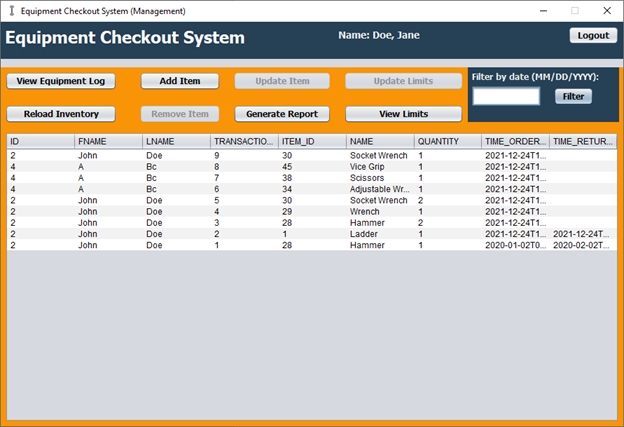 Equipment Checkout System (Management)
Equipment Checkout System
Name: Doe, Jane
Logout
View Equipment Log
Add Item
Update Item
Update Limits
Filter by date (MM/DD/YYYY):
Filter
Reload Inventory
Remove Item
Generate Report
View Limits
ID FNAME LNAME TRANSACTIO... ITEM_ID NAME QUANTITY TIME_ORDER... TIME_RETUR...
2 John Doe 9 30 Socket Wrench 1 2021-12-24T1...
4 A Bc 8 45 Vice Grip 1 2021-12-24T1...
4 A Bc 7 38 Scissors 1 2021-12-24T1...
4 A Bc 6 34 Adjustable Wr... 1 2021-12-24T1...
2 John Doe 5 30 Socket Wrench 2 2021-12-24T1...
2 John Doe 4 29 Wrench 1 2021-12-24T1...
2 John Doe 3 28 Hammer 2 2021-12-24T1...
2 John Doe 2 1 Ladder 1 2021-12-24T1... 2021-12-24T...
2 John Doe 1 28 Hammer 1 2020-01-02T0... 2020-02-02T...